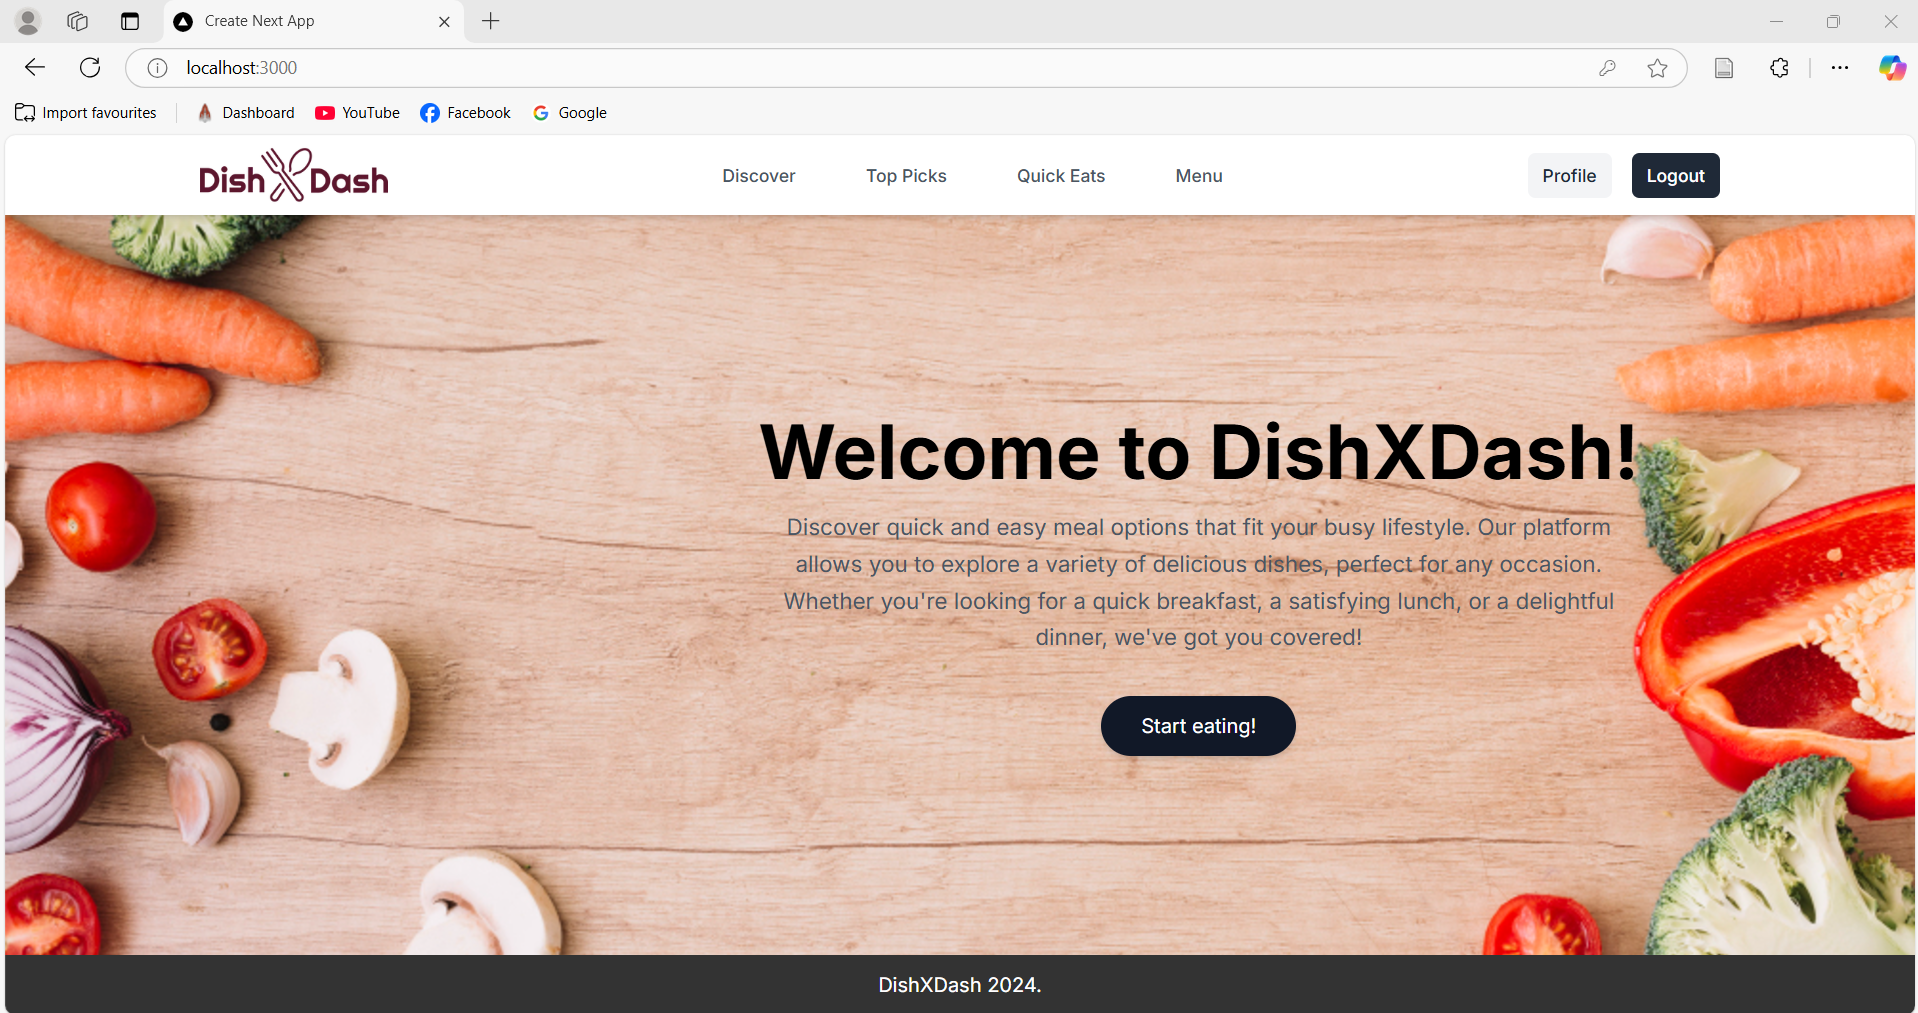 Create Next App
localhost:3000
Import favourites Dashboard YouTube Facebook Google
Dish Dash Discover Top Picks Quick Eats Menu Profile Logout
Welcome to DishXDash!
Discover quick and easy meal options that fit your busy lifestyle. Our platform
allows you to explore a variety of delicious dishes, perfect for any occasion.
Whether you're looking for a quick breakfast, a satisfying lunch, or a delightful
dinner, we've got you covered!
Start eating!
DishXDash 2024.